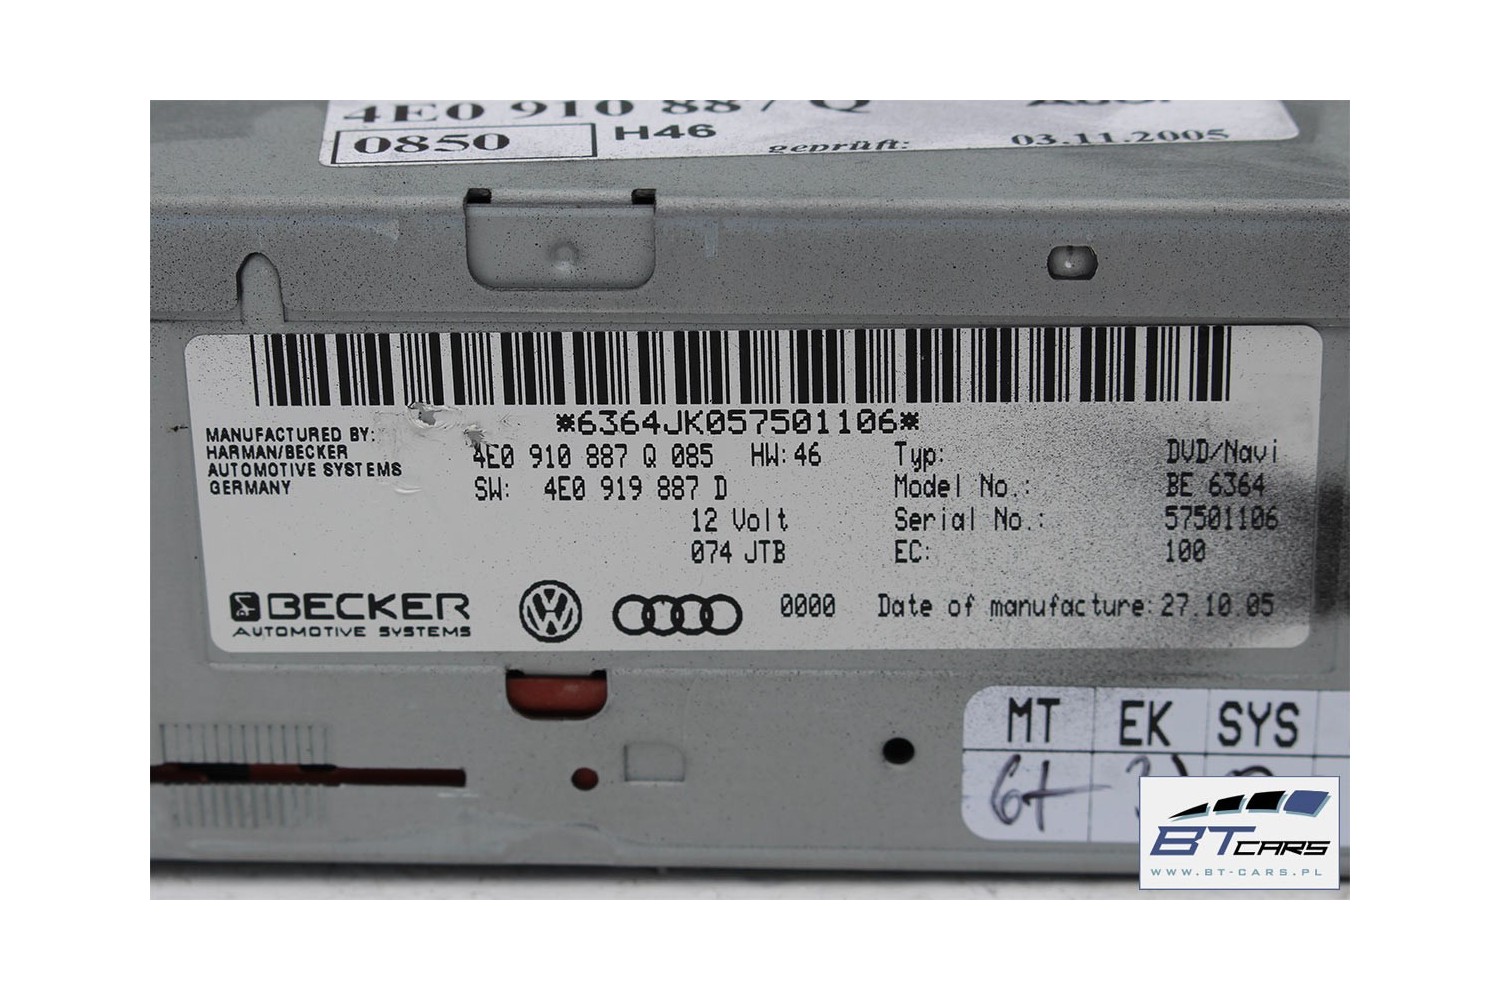 4E0 910 887 Q
0850
H46
geprüft:
03.11.2005
*6364JK057501106*
MANUFACTURED BY:
HARMAN/BECKER
AUTOMOTIVE SYSTEMS
GERMANY
4E0 910 887 Q 085 HW:46
SW: 4E0 919 887 D
12 Volt
074 JTB
Typ: DVD/Navi
Model No.: BE 6364
Serial No.: 57501106
EC: 100
BECKER
AUTOMOTIVE SYSTEMS
0000
Date of manufacture: 27.10.05
MT EK SYS
BT CARS
WWW.BT-CARS.PL